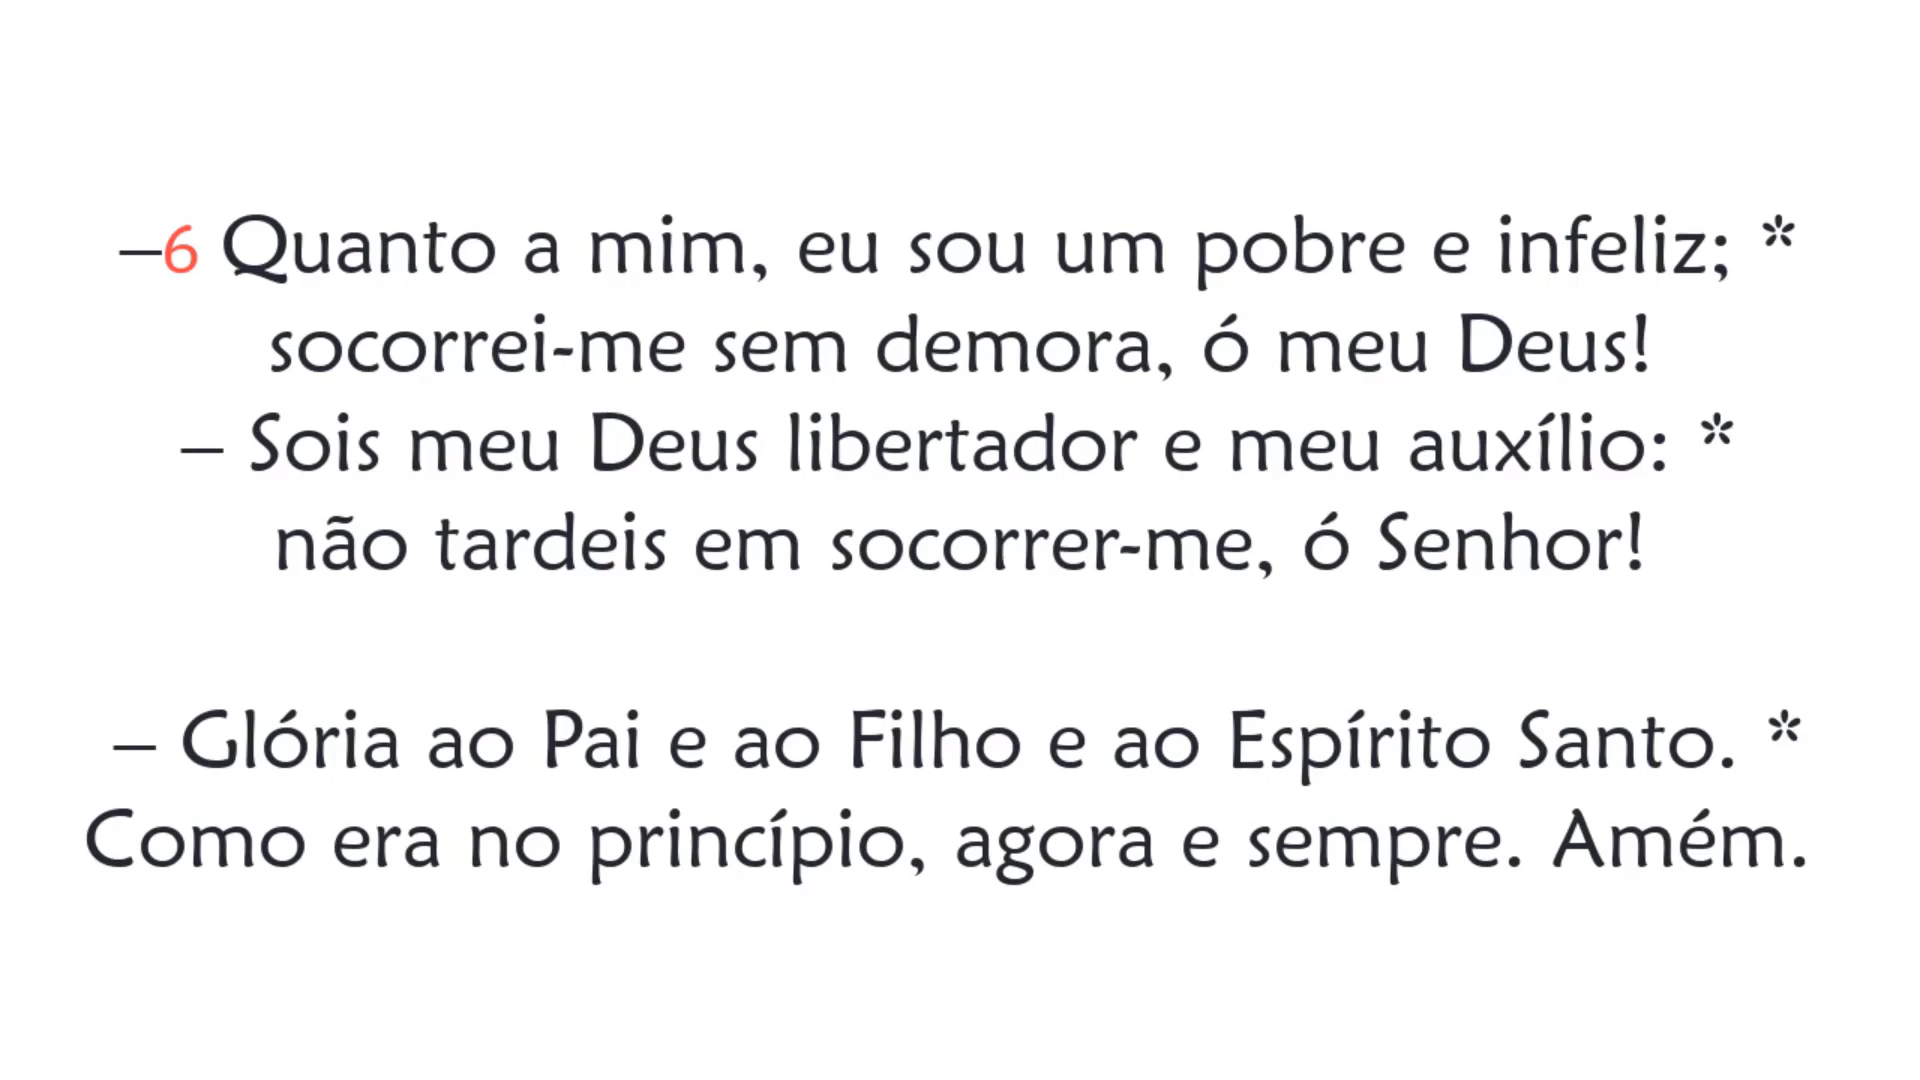 –6 Quanto a mim, eu sou um pobre e infeliz; *
socorrei-me sem demora, ó meu Deus!
– Sois meu Deus libertador e meu auxílio: *
não tardeis em socorrer-me, ó Senhor!
– Glória ao Pai e ao Filho e ao Espírito Santo. *
Como era no princípio, agora e sempre. Amém.